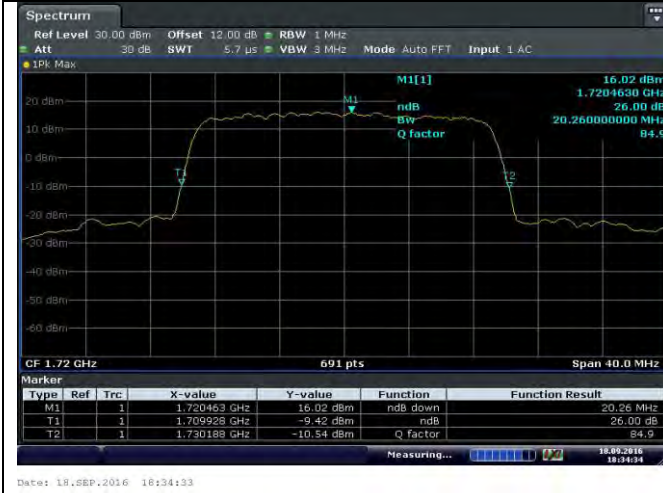 Spectrum
Ref Level 30.00 dBm Offset 12.00 dB RBW 1 MHz
Att 30 dB SWT 5.7 µs VBW 3 MHz Mode Auto FFT Input 1 AC
1Pk Max
M1[1] 16.02 dBm
1.7204630 GHz
20 dBm
M1
ndB 26.00 dB
10 dBm
Bw 20.260000000 MHz
Q factor 84.9
0 dBm
T1
T2
-10 dBm
-20 dBm
-30 dBm
-40 dBm
-50 dBm
-60 dBm
CF 1.72 GHz 691 pts Span 40.0 MHz
Marker
Type Ref Trc X-value Y-value Function Function Result
M1 1 1.720463 GHz 16.02 dBm ndB down 20.26 MHz
T1 1 1.709928 GHz -9.42 dBm ndB 26.00 dB
T2 1 1.730188 GHz -10.54 dBm Q factor 84.9
Measuring... 18.09.2016
18:34:34
Date: 18.SEP.2016 18:34:33